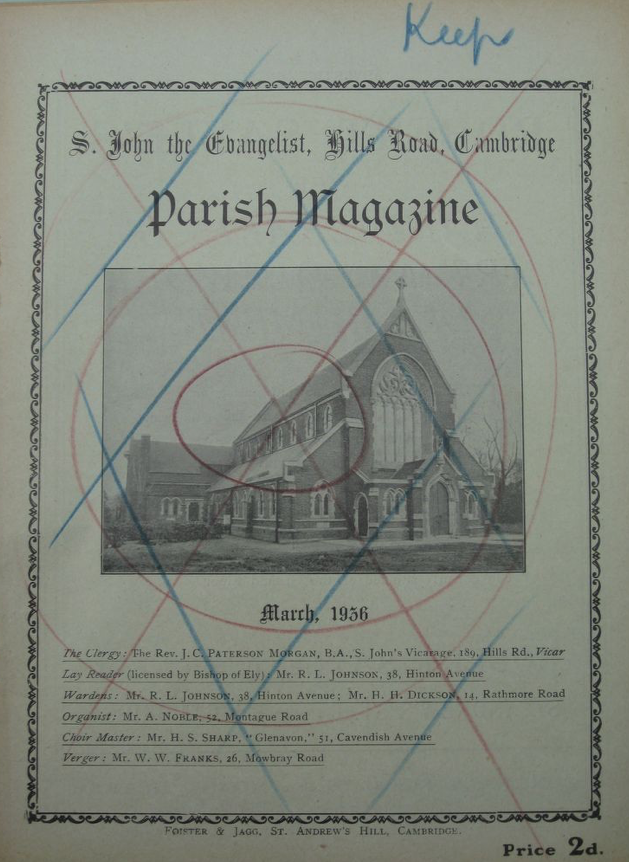 Keep
S. John the Evangelist, Hills Road, Cambridge
Parish Magazine
March, 1936
The Clergy: The Rev. J. C. PATERSON MORGAN, B.A., S. John's Vicarage, 189, Hills Rd., Vicar
Lay Reader (licensed by Bishop of Ely): Mr. R. L. JOHNSON, 38, Hinton Avenue
Wardens: Mr. R. L. JOHNSON, 38, Hinton Avenue; Mr. H. H. DICKSON, 14, Rathmore Road
Organist: Mr. A. NOBLE, 52, Montague Road
Choir Master: Mr. H. S. SHARP, "Glenavon," 51, Cavendish Avenue
Verger: Mr. W. W. FRANKS, 26, Mowbray Road
FOISTER & JAGG, ST. ANDREW'S HILL, CAMBRIDGE.
Price 2d.